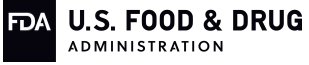 FDA U.S. FOOD & DRUG
ADMINISTRATION